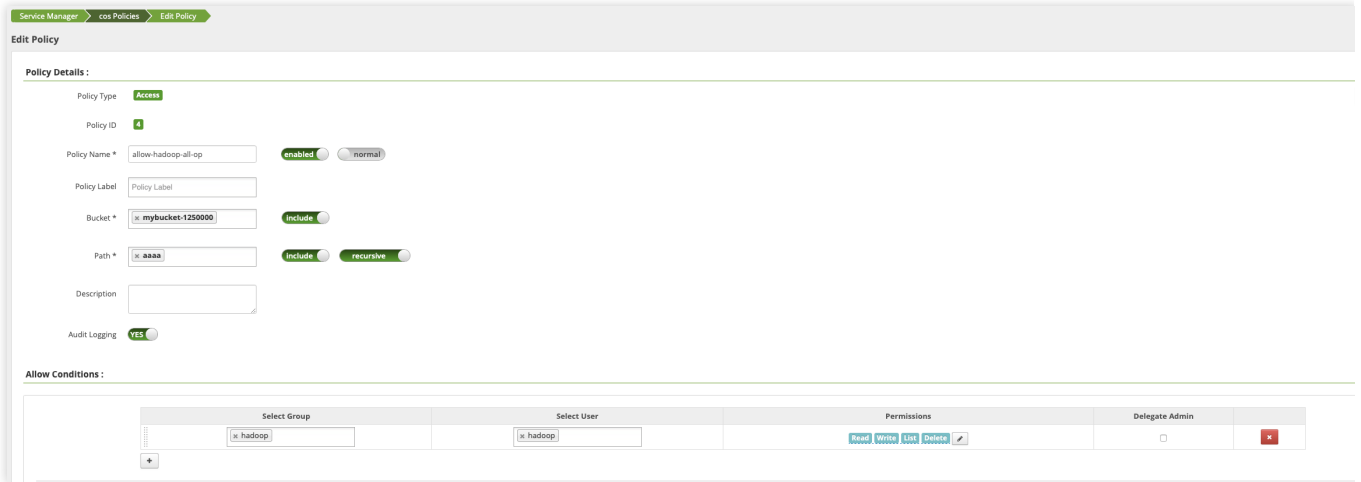 Service Manager cos Policies Edit Policy
Edit Policy
Policy Details :
Policy Type Access
Policy ID 4
Policy Name * allow-hadoop-all-op enabled normal
Policy Label Policy Label
Bucket * × mybucket-1250000 include
Path * × aaaa include recursive
Description
Audit Logging YES
Allow Conditions :
Select Group Select User Permissions Delegate Admin
× hadoop × hadoop Read Write List Delete ×
+